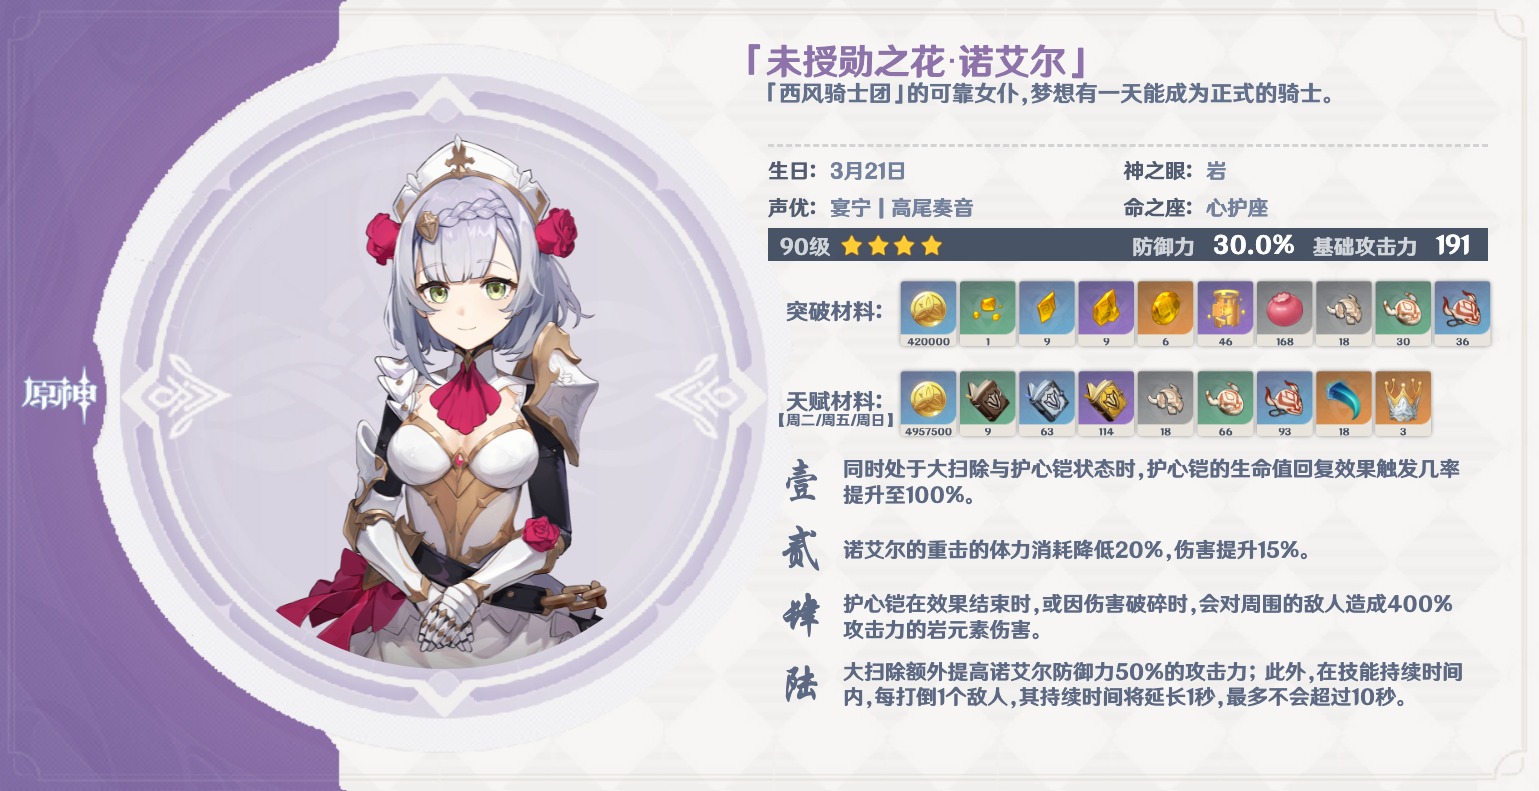 原神
「未授勋之花·诺艾尔」
「西风骑士团」的可靠女仆,梦想有一天能成为正式的骑士。
生日: 3月21日 神之眼: 岩
声优: 宴宁 | 高尾奏音 命之座: 心护座
90级 防御力 30.0% 基础攻击力 191
突破材料:
420000 1 9 9 6 46 168 18 30 36
天赋材料:
【周二/周五/周日】
4957500 9 63 114 18 66 93 18 3
壹 同时处于大扫除与护心铠状态时,护心铠的生命值回复效果触发几率
提升至100%。
贰 诺艾尔的重击的体力消耗降低20%,伤害提升15%。
肆 护心铠在效果结束时,或因伤害破碎时,会对周围的敌人造成400%
攻击力的岩元素伤害。
陆 大扫除额外提高诺艾尔防御力50%的攻击力; 此外,在技能持续时间
内,每打倒1个敌人,其持续时间将延长1秒,最多不会超过10秒。